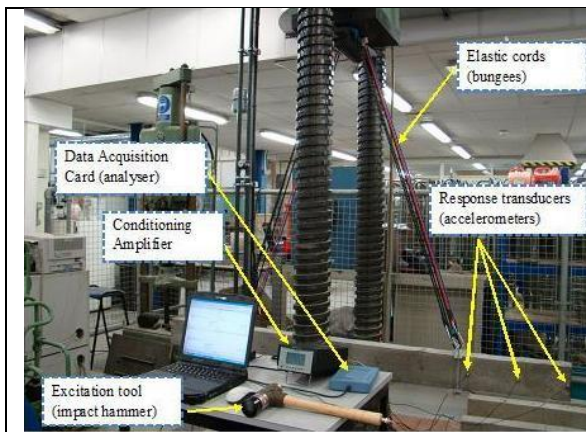 Elastic cords
(bungees)
Data Acquisition
Card (analyser)
Response transducers
(accelerometers)
Conditioning
Amplifier
Excitation tool
(impact hammer)